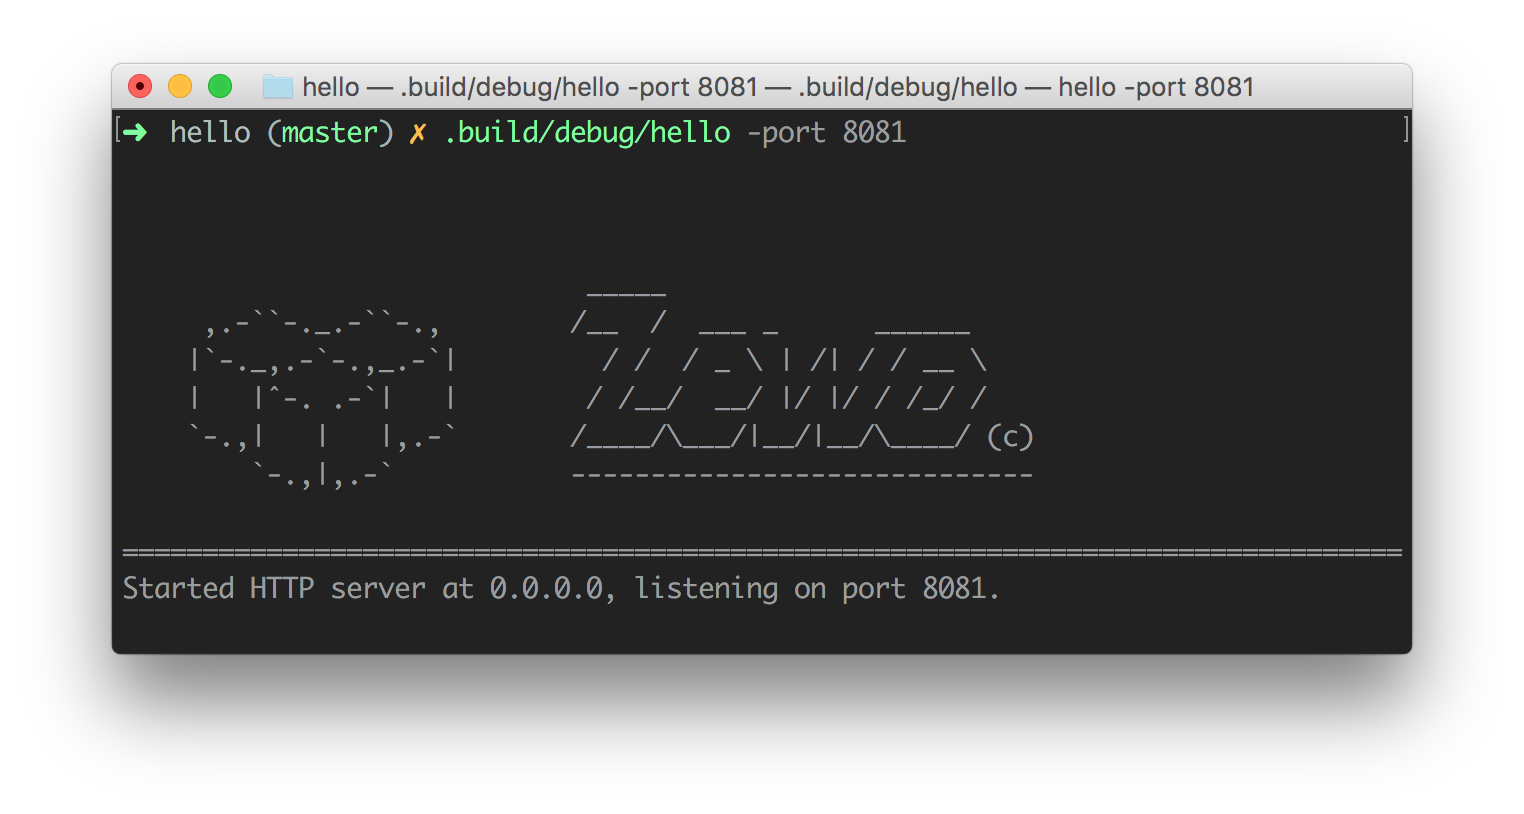 hello — .build/debug/hello -port 8081 — .build/debug/hello — hello -port 8081
[➜  hello (master) ✗ .build/debug/hello -port 8081]
                             _____
     ,.-``-._.-``-.,        /__  /  ___ _      ______
    |`-._,.-`-.,_.-`|         / /  / _ \ | /| / / __ \
    |   |ˆ-. .-`|   |        / /__/  __/ |/ |/ / /_/ /
    `-.,|   |   |,.-`       /____/\___/|__/|__/\____/ (c)
        `-.,|,.-`           -----------------------------
================================================================================
Started HTTP server at 0.0.0.0, listening on port 8081.